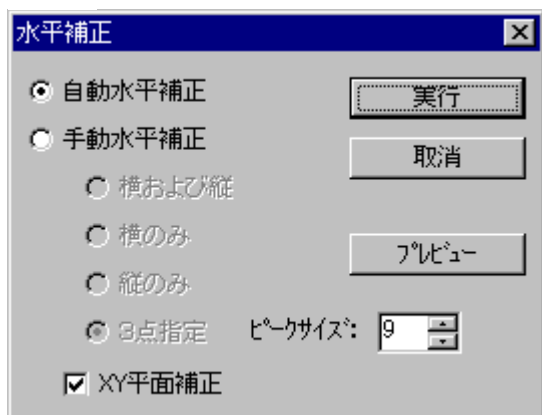 水平補正
自動水平補正
実行
手動水平補正
取消
横および縦
横のみ
ﾌﾟﾚﾋﾞｭｰ
縦のみ
3点指定
ﾋﾟｰｸｻｲｽﾞ: 9
XY平面補正